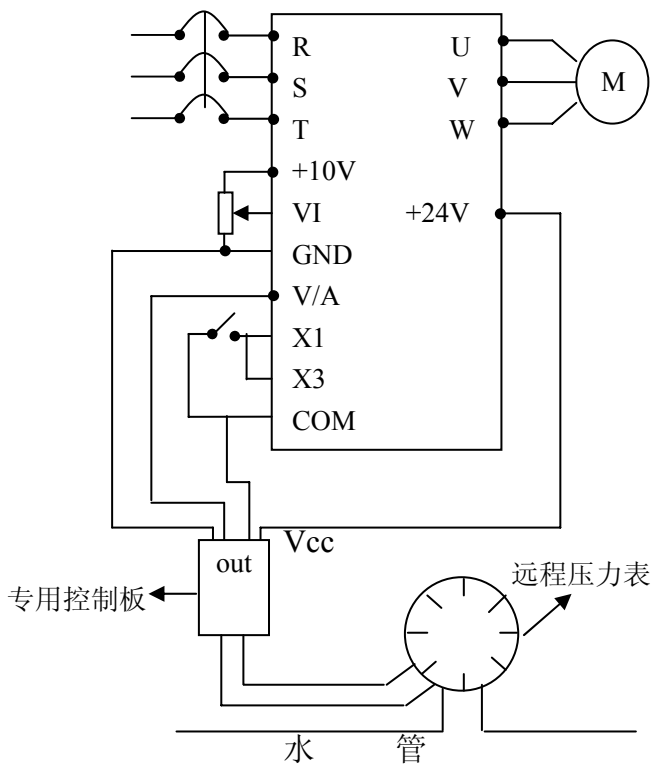 R
U
S
V
M
T
W
+10V
VI
+24V
GND
V/A
X1
X3
COM
Vcc
out
远程压力表
专用控制板
水 管